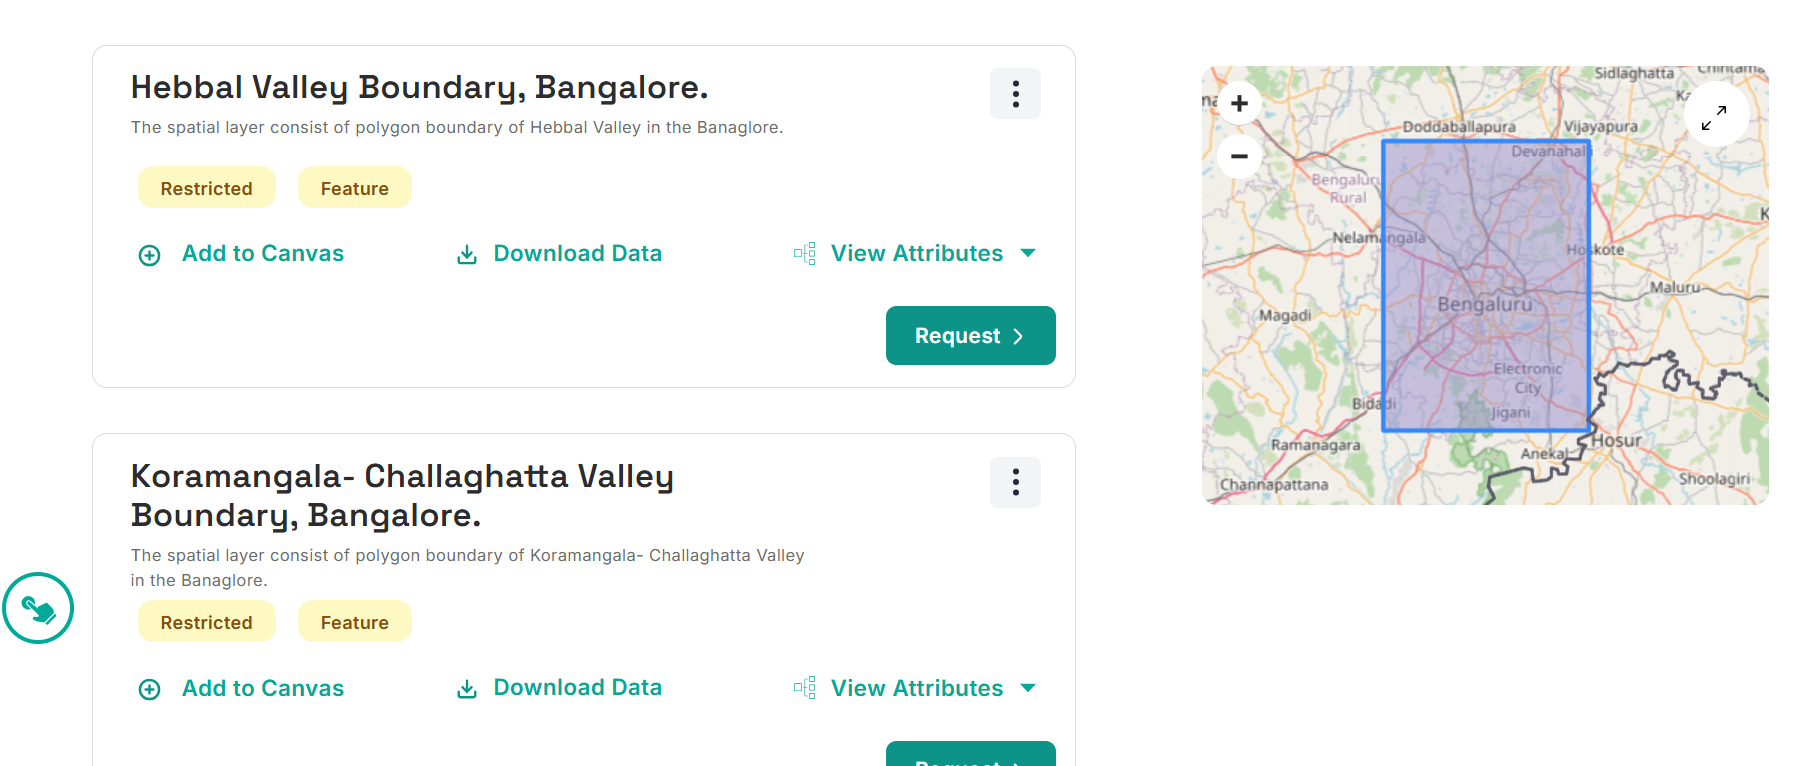 Hebbal Valley Boundary, Bangalore.
The spatial layer consist of polygon boundary of Hebbal Valley in the Banaglore.
Restricted
Feature
Add to Canvas
Download Data
View Attributes
Request
Koramangala- Challaghatta Valley
Boundary, Bangalore.
The spatial layer consist of polygon boundary of Koramangala- Challaghatta Valley
in the Banaglore.
Restricted
Feature
Add to Canvas
Download Data
View Attributes
Request
Sidlaghatta
Doddaballapura
Vijayapura
Devanahalli
Bengaluru
Rural
Nelamangala
Hoskote
Bengaluru
Maluru
Magadi
Electronic
City
Bidadi
Jigani
Ramanagara
Hosur
Anekal
Channapattana
Shoolagiri